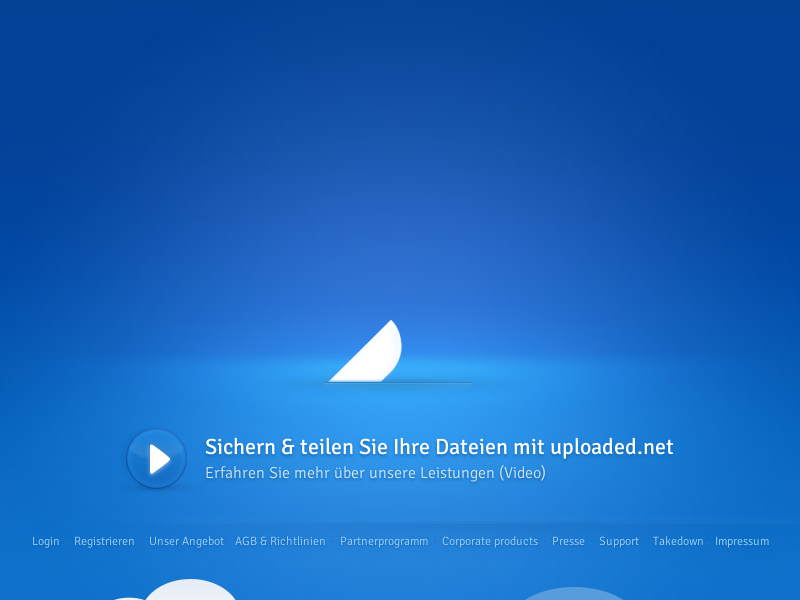 Sichern & teilen Sie Ihre Dateien mit uploaded.net
Erfahren Sie mehr über unsere Leistungen (Video)
Login Registrieren Unser Angebot AGB & Richtlinien Partnerprogramm Corporate products Presse Support Takedown Impressum